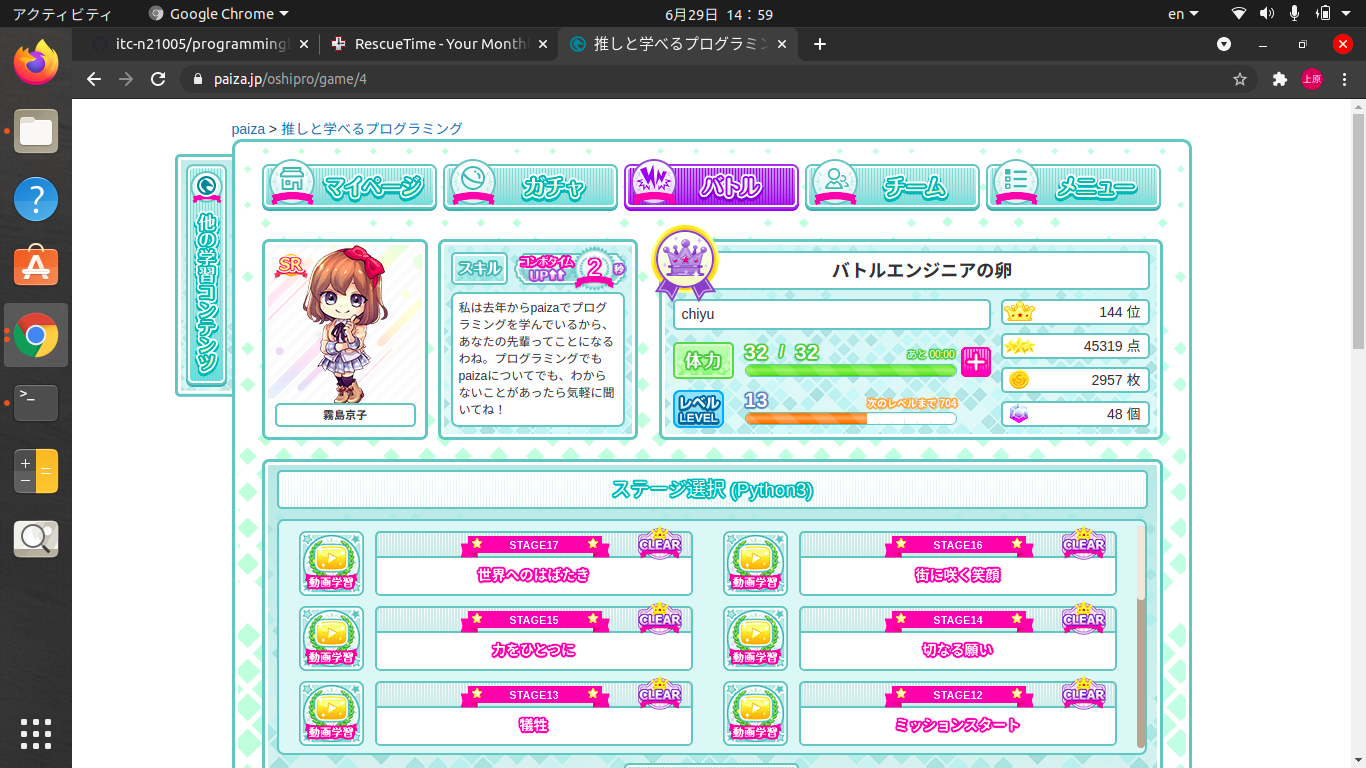 アクティビティ
Google Chrome
6月29日 14：59
en
itc-n21005/programming
RescueTime - Your Month
推しと学べるプログラミン
paiza.jp/oshipro/game/4
上原
paiza > 推しと学べるプログラミング
他の学習コンテンツ
マイページ
ガチャ
バトル
チーム
メニュー
SR
霧島京子
スキル
コンボタイム
UP
2
秒
私は去年からpaizaでプログ
ラミングを学んでいるから、
あなたの先輩ってことになる
わね。プログラミングでも
paizaについてでも、わから
ないことがあったら気軽に聞
いてね！
バトルエンジニアの卵
chiyu
144 位
体力
32 / 32
あと 00:00
45319 点
2957 枚
レベル
LEVEL
13
次のレベルまで 704
48 個
ステージ選択 (Python3)
動画学習
STAGE17
CLEAR
世界へのはばたき
動画学習
STAGE16
CLEAR
街に咲く笑顔
動画学習
STAGE15
CLEAR
力をひとつに
動画学習
STAGE14
CLEAR
切なる願い
動画学習
STAGE13
CLEAR
犠牲
動画学習
STAGE12
CLEAR
ミッションスタート